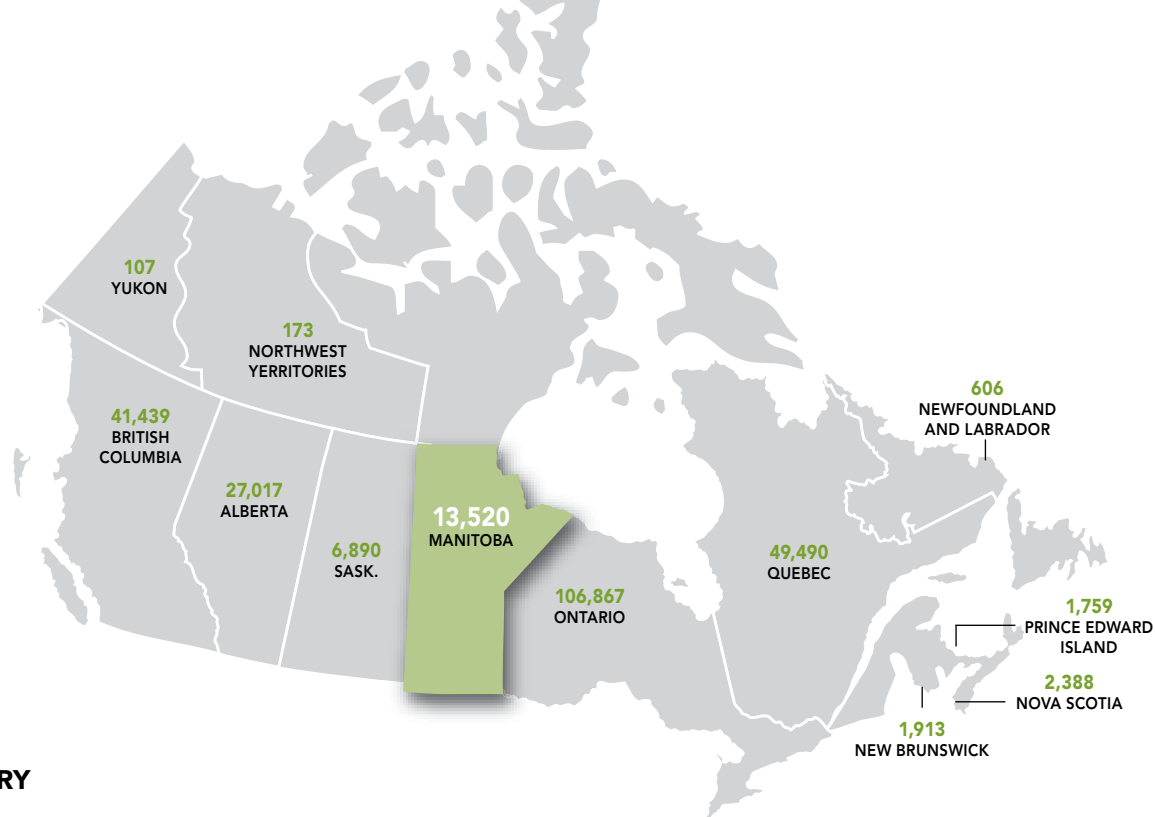 107
YUKON
173
NORTHWEST
YERRITORIES
606
NEWFOUNDLAND
AND LABRADOR
41,439
BRITISH
COLUMBIA
27,017
ALBERTA
13,520
MANITOBA
6,890
SASK.
49,490
QUEBEC
106,867
ONTARIO
1,759
PRINCE EDWARD
ISLAND
2,388
NOVA SCOTIA
1,913
NEW BRUNSWICK
RY